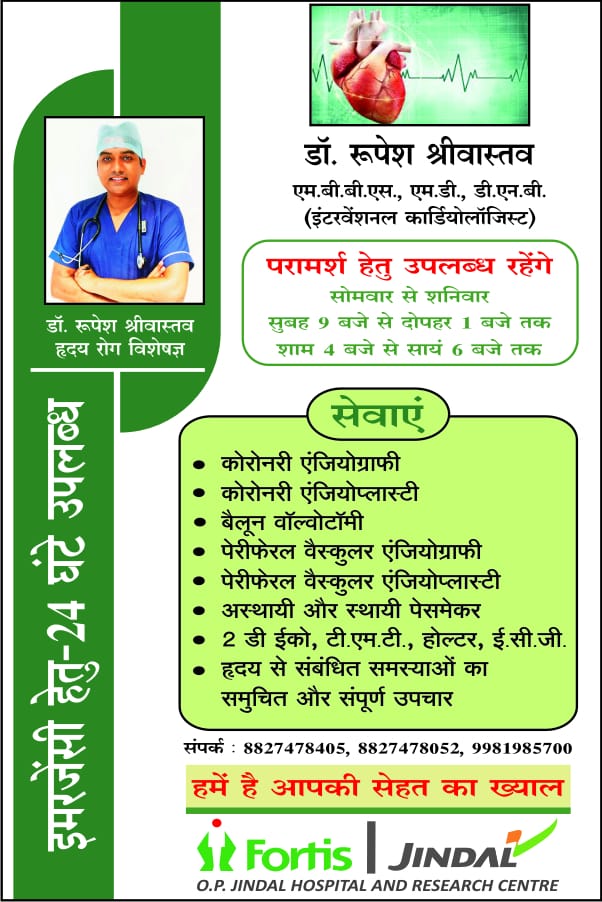 डॉ. रूपेश श्रीवास्तव
एम.बी.बी.एस., एम.डी., डी.एन.बी.
(इंटरवेंशनल कार्डियोलॉजिस्ट)
परामर्श हेतु उपलब्ध रहेंगे
सोमवार से शनिवार
सुबह 9 बजे से दोपहर 1 बजे तक
शाम 4 बजे से सायं 6 बजे तक
डॉ. रूपेश श्रीवास्तव
हृदय रोग विशेषज्ञ
इमरजेंसी हेतु-24 घंटे उपलब्ध
सेवाएं
• कोरोनरी एंजियोग्राफी
• कोरोनरी एंजियोप्लास्टी
• बैलून वॉल्वोटॉमी
• पेरीफेरल वैस्कुलर एंजियोग्राफी
• पेरीफेरल वैस्कुलर एंजियोप्लास्टी
• अस्थायी और स्थायी पेसमेकर
• 2 डी ईको, टी.एम.टी., होल्टर, ई.सी.जी.
• हृदय से संबंधित समस्याओं का
समुचित और संपूर्ण उपचार
संपर्क : 8827478405, 8827478052, 9981985700
हमें है आपकी सेहत का ख्याल
Fortis | JINDAL
O.P. JINDAL HOSPITAL AND RESEARCH CENTRE